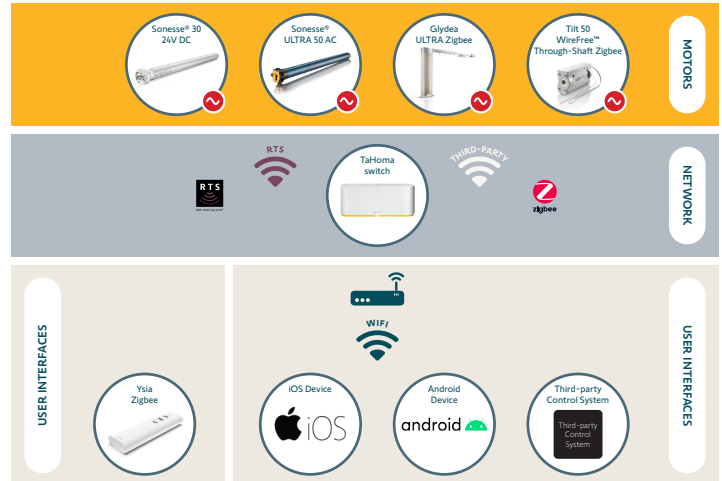 Sonesse® 30
24V DC
Sonesse®
ULTRA 50 AC
Glydea
ULTRA Zigbee
Tilt 50
WireFree™
Through-Shaft Zigbee
MOTORS
RTS
TaHoma
switch
THIRD-PARTY
RTS
zigbee
NETWORK
WIFI
USER INTERFACES
Ysia
Zigbee
iOS Device
iOS
Android
Device
android
Third-party
Control System
Third-party
Control
System
USER INTERFACES